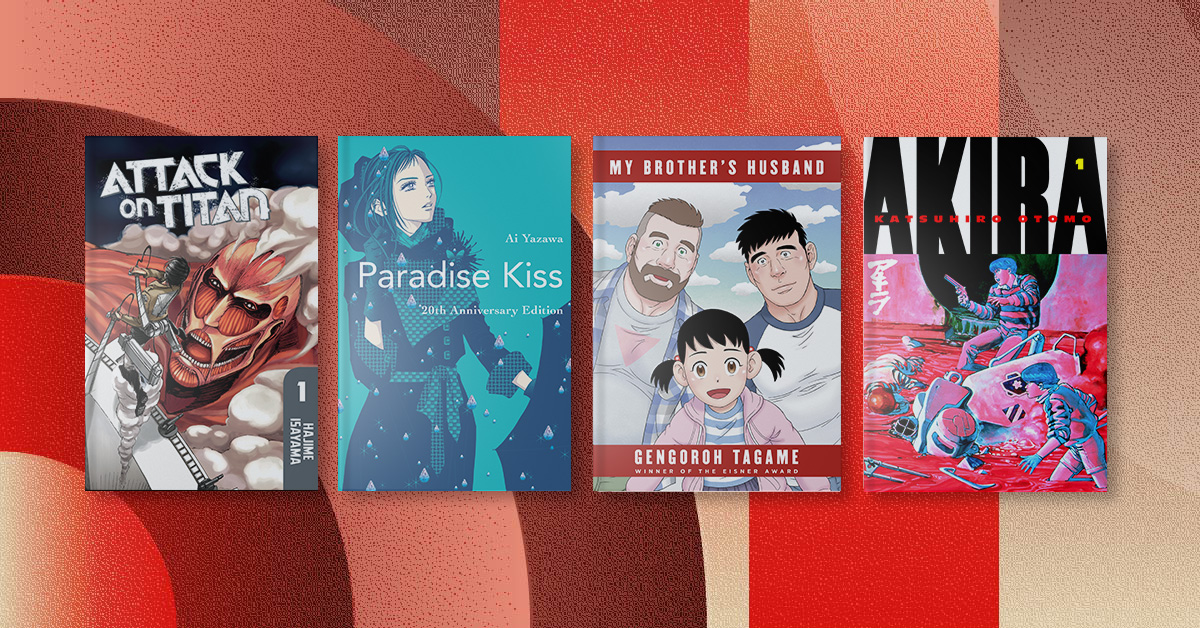 ATTACK
on TITAN
1
HAJIME
ISAYAMA
Ai Yazawa
Paradise Kiss
20th Anniversary Edition
MY BROTHER'S HUSBAND
GENGOROH TAGAME
WINNER OF THE EISNER AWARD
AKIRA
1
KATSUHIRO OTOMO
アキラ